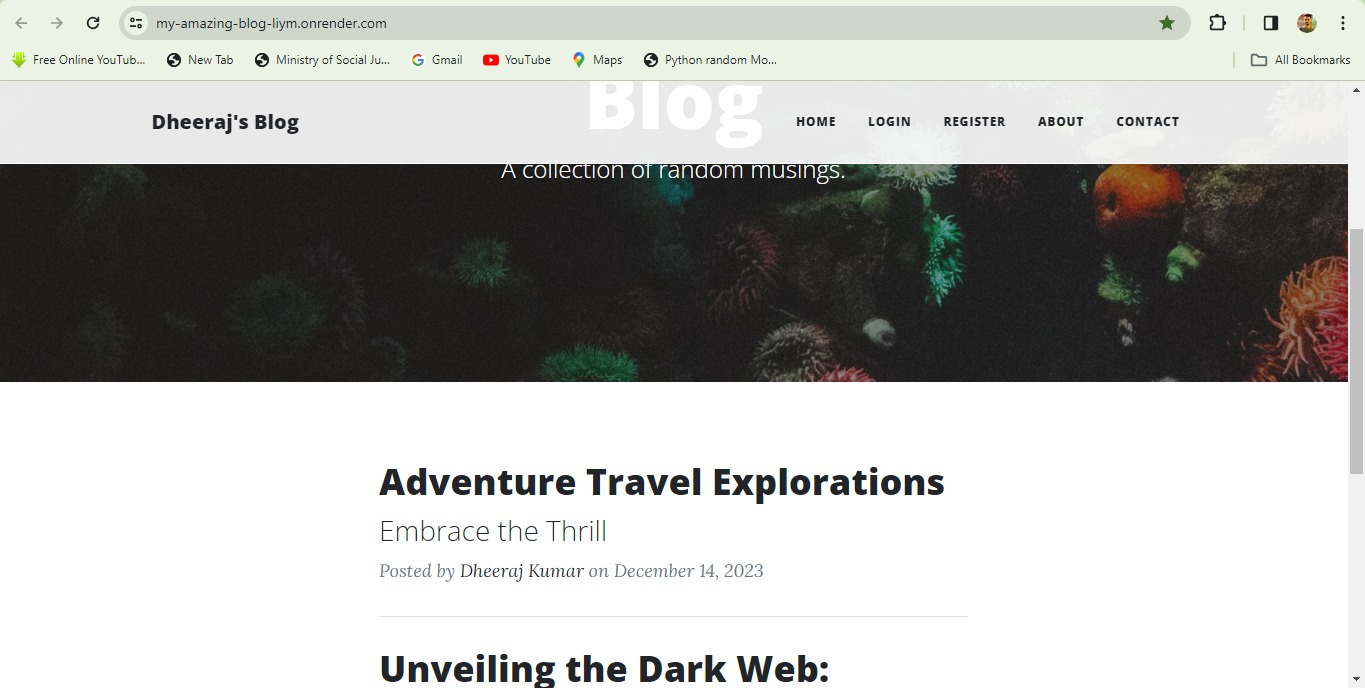 my-amazing-blog-liym.onrender.com
Free Online YouTub... New Tab Ministry of Social Ju... Gmail YouTube Maps Python random Mo... All Bookmarks
Blog
Dheeraj's Blog HOME LOGIN REGISTER ABOUT CONTACT
A collection of random musings.
Adventure Travel Explorations
Embrace the Thrill
Posted by Dheeraj Kumar on December 14, 2023
Unveiling the Dark Web: